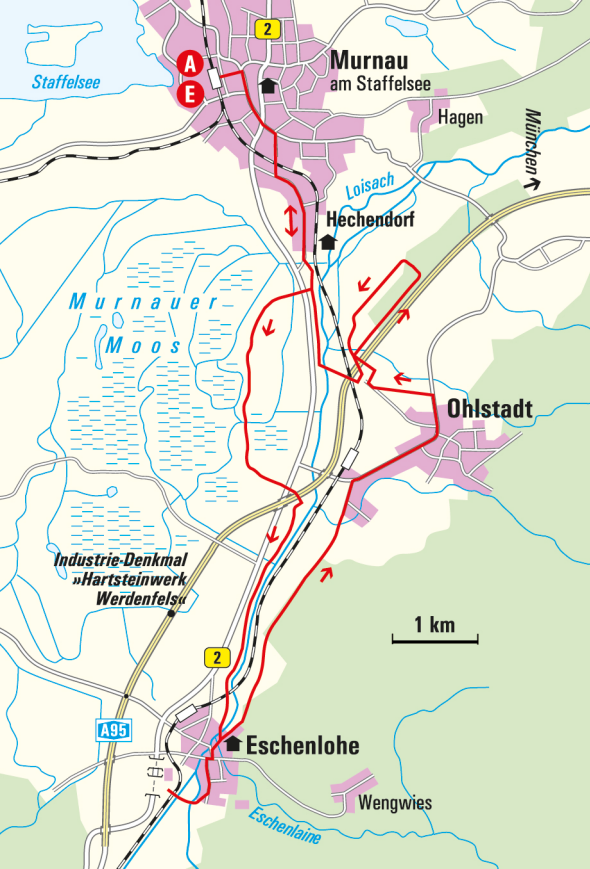 2
A
E
Staffelsee
Murnau
am Staffelsee
Hagen
München
Loisach
Hechendorf
Murnauer
Moos
Ohlstadt
Industrie-Denkmal
»Hartsteinwerk
Werdenfels«
1 km
2
A95
Eschenlohe
Wengwies
Eschenlaine